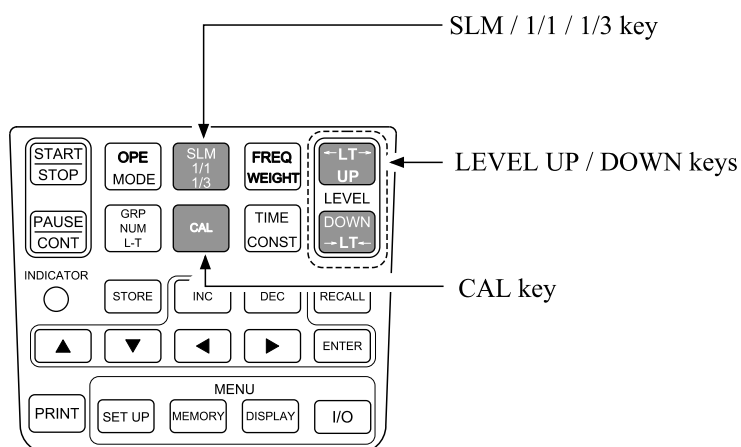 SLM / 1/1 / 1/3 key
START
STOP
OPE
MODE
SLM
1/1
1/3
FREQ
WEIGHT
←LT→
UP
LEVEL UP / DOWN keys
LEVEL
PAUSE
CONT
GRP
NUM
L-T
CAL
TIME
CONST
DOWN
→LT←
INDICATOR
STORE
INC
DEC
RECALL
CAL key
▲
▼
◀
▶
ENTER
MENU
PRINT
SET UP
MEMORY
DISPLAY
I/O